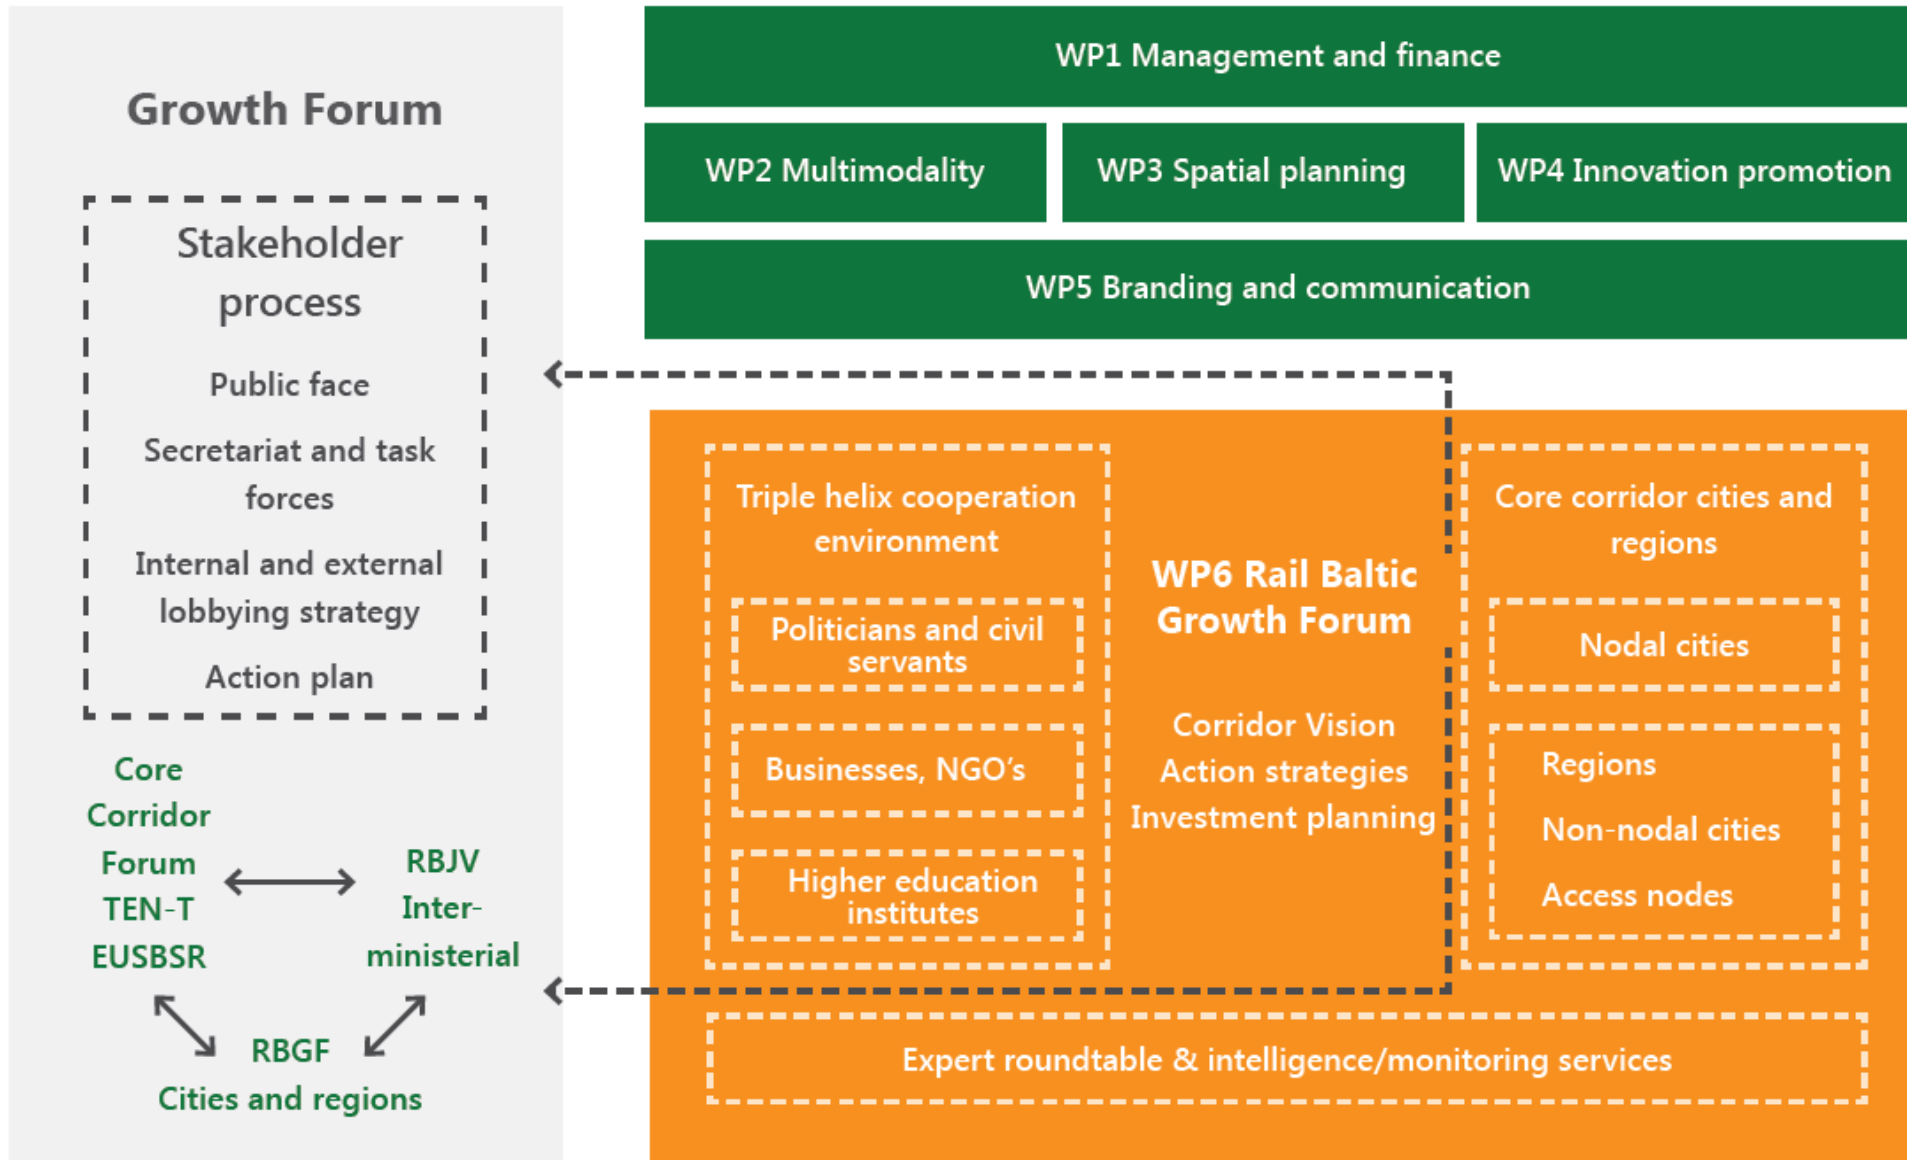 Growth Forum
Stakeholder
process
Public face
Secretariat and task
forces
Internal and external
lobbying strategy
Action plan
Core
Corridor
Forum
TEN-T
EUSBSR
RBJV
Inter-
ministerial
RBGF
Cities and regions
WP1 Management and finance
WP2 Multimodality
WP3 Spatial planning
WP4 Innovation promotion
WP5 Branding and communication
Triple helix cooperation
environment
Politicians and civil
servants
Businesses, NGO's
Higher education
institutes
WP6 Rail Baltic
Growth Forum
Corridor Vision
Action strategies
Investment planning
Core corridor cities and
regions
Nodal cities
Regions
Non-nodal cities
Access nodes
Expert roundtable & intelligence/monitoring services